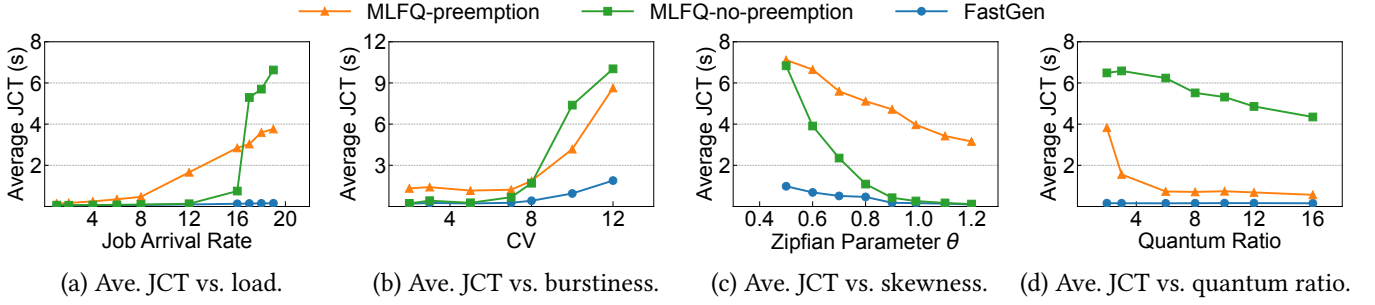 MLFQ-preemption MLFQ-no-preemption FastGen
Average JCT (s)
8
6
4
2
4 8 12 16 20
Job Arrival Rate
(a) Ave. JCT vs. load.
Average JCT (s)
12
9
6
3
4 8 12
CV
(b) Ave. JCT vs. burstiness.
Average JCT (s)
8
6
4
2
0.4 0.6 0.8 1.0 1.2
Zipfian Parameter θ
(c) Ave. JCT vs. skewness.
Average JCT (s)
8
6
4
2
4 8 12 16
Quantum Ratio
(d) Ave. JCT vs. quantum ratio.